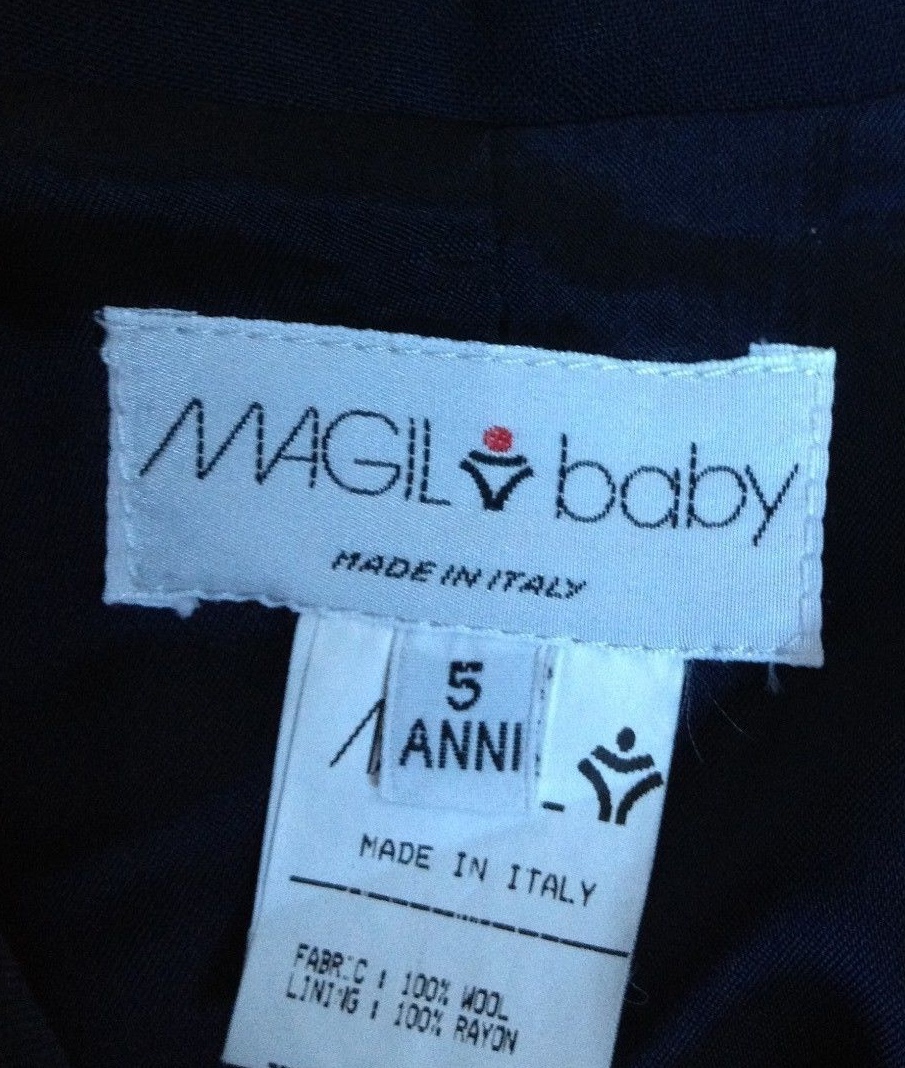 MAGIL baby
MADE IN ITALY
5
ANNI
MADE IN ITALY
FABRIC : 100% WOOL
LINING : 100% RAYON